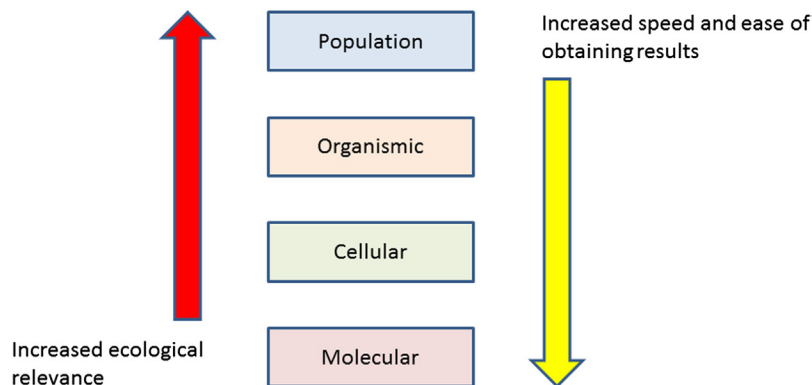 Population
Increased speed and ease of
obtaining results
Organismic
Cellular
Increased ecological
relevance
Molecular